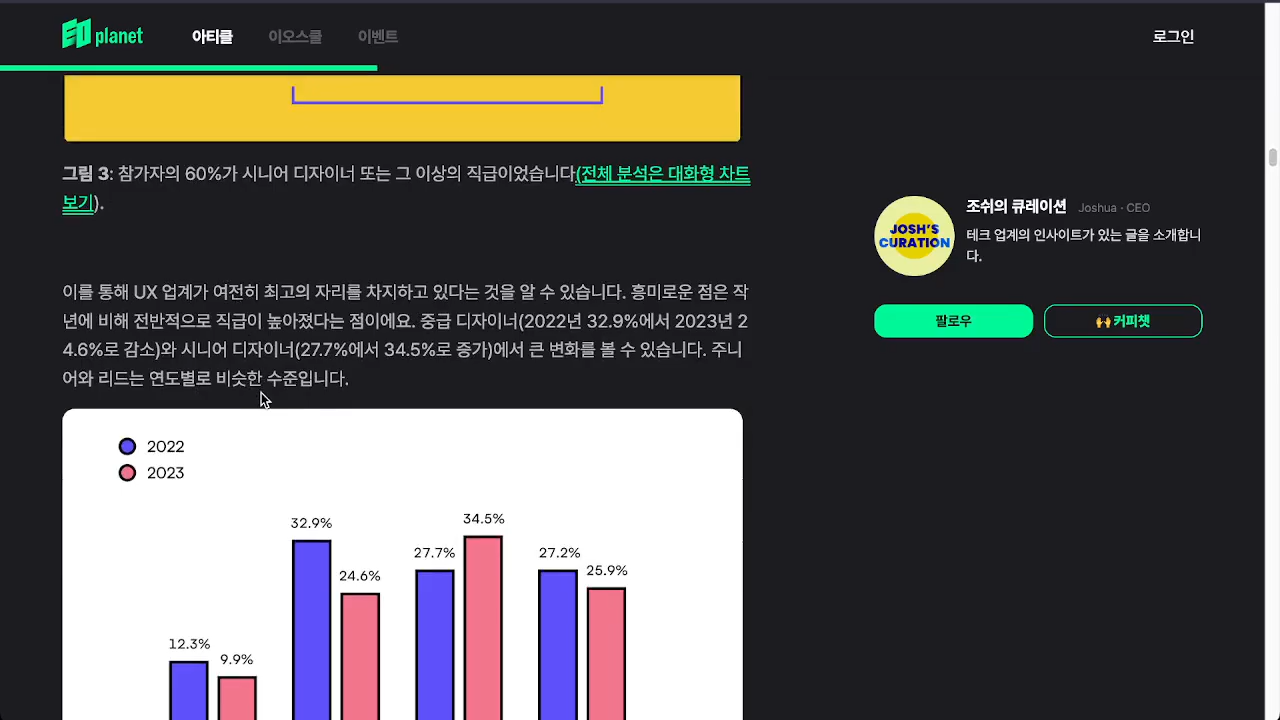 EO planet
아티클
이오스쿨
이벤트
로그인
그림 3: 참가자의 60%가 시니어 디자이너 또는 그 이상의 직급이었습니다(전체 분석은 대화형 차트
보기).
조쉬의 큐레이션 Joshua · CEO
JOSH'S
CURATION
테크 업계의 인사이트가 있는 글을 소개합니
다.
팔로우
🙌 커피챗
이를 통해 UX 업계가 여전히 최고의 자리를 차지하고 있다는 것을 알 수 있습니다. 흥미로운 점은 작
년에 비해 전반적으로 직급이 높아졌다는 점이에요. 중급 디자이너(2022년 32.9%에서 2023년 2
4.6%로 감소)와 시니어 디자이너(27.7%에서 34.5%로 증가)에서 큰 변화를 볼 수 있습니다. 주니
어와 리드는 연도별로 비슷한 수준입니다.
2022
2023
12.3%
9.9%
32.9%
24.6%
27.7%
34.5%
27.2%
25.9%